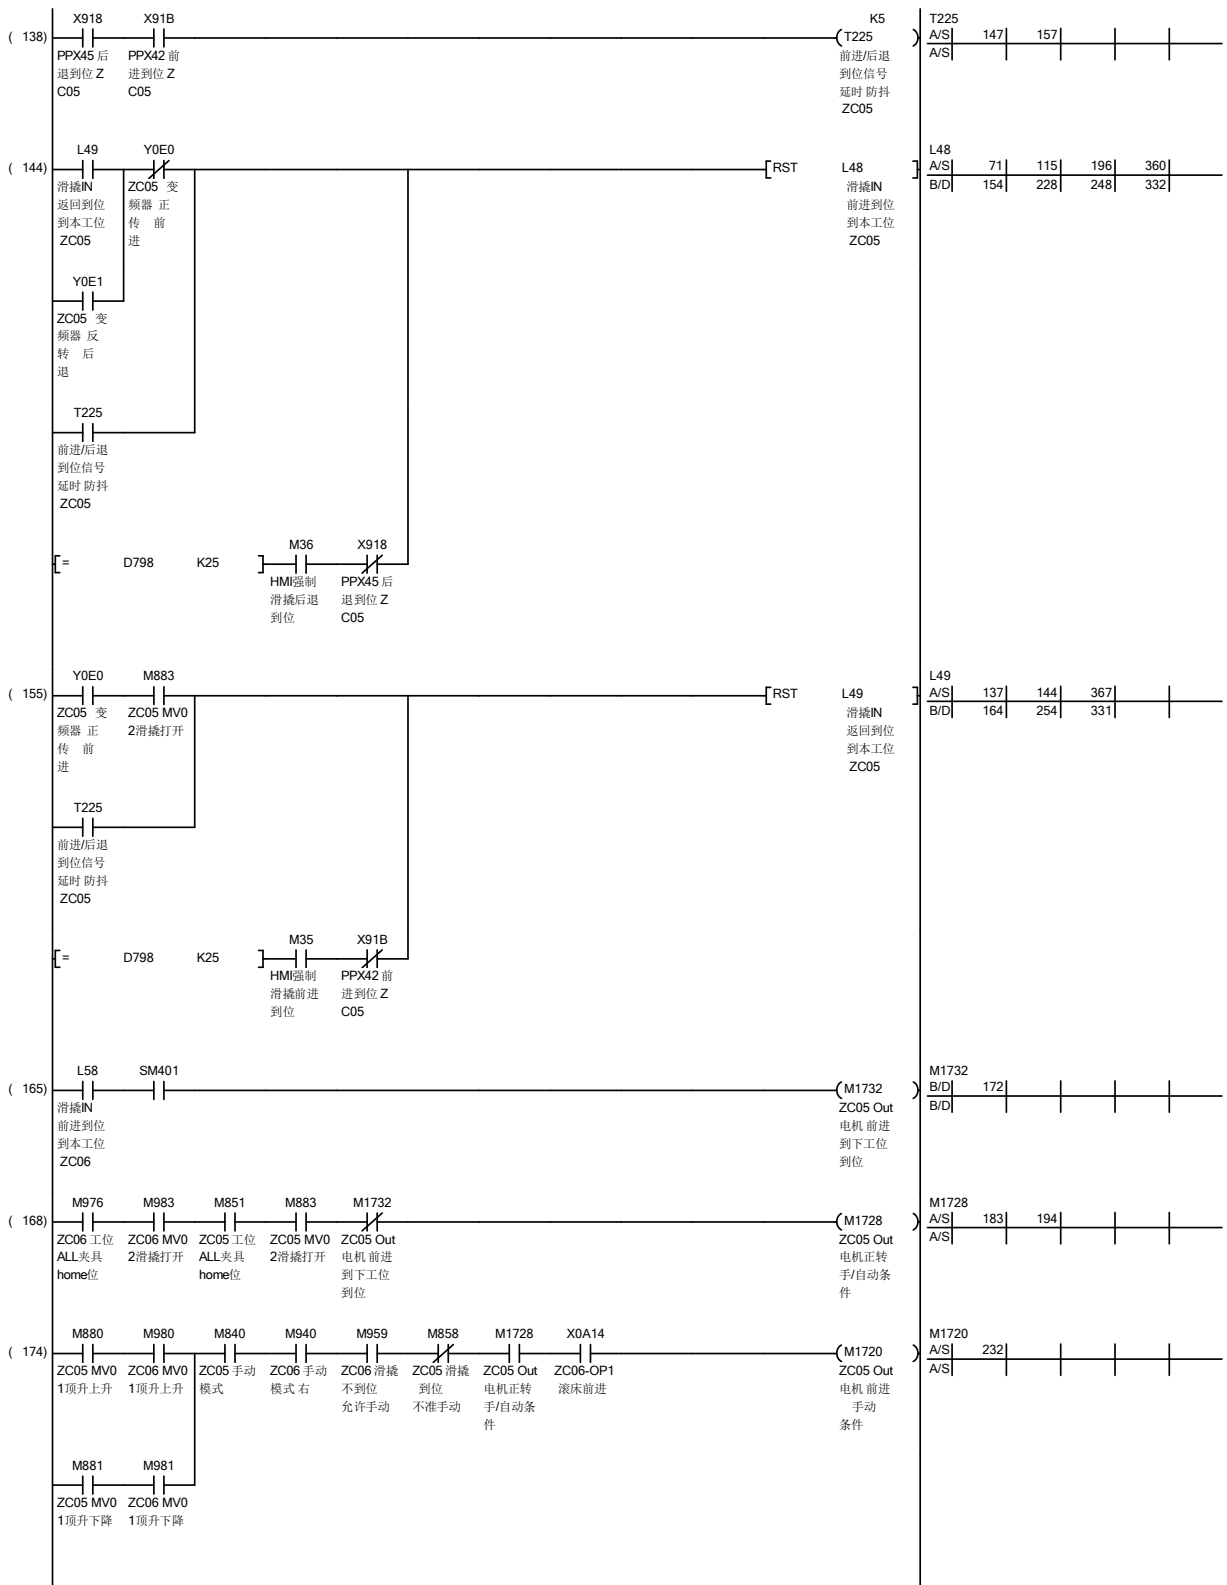 X918 X91B K5 T225
( 138) (T225 ) A/S 147 157
PPX45 后 PPX42 前 前进/后退 A/S
退到位 Z 进到位 Z 到位信号
C05 C05 延时 防抖
ZC05
L49 Y0E0 L48
( 144) [RST L48 ] A/S 71 115 196 360
滑撬IN ZC05 变 滑撬IN B/D 154 228 248 332
返回到位 频器 正 前进到位
到本工位 传 前 到本工位
ZC05 进 ZC05
Y0E1
ZC05 变
频器 反
转 后
退
T225
前进/后退
到位信号
延时 防抖
ZC05
M36 X918
[= D798 K25 ]
HMI强制 PPX45 后
滑撬后退 退到位 Z
到位 C05
Y0E0 M883 L49
( 155) [RST L49 ] A/S 137 144 367
ZC05 变 ZC05 MV0 滑撬IN B/D 164 254 331
频器 正 2滑撬打开 返回到位
传 前 到本工位
进 ZC05
T225
前进/后退
到位信号
延时 防抖
ZC05
M35 X91B
[= D798 K25 ]
HMI强制 PPX42 前
滑撬前进 进到位 Z
到位 C05
L58 SM401 M1732
( 165) (M1732 ) B/D 172
滑撬IN ZC05 Out B/D
前进到位 电机 前进
到本工位 到下工位
ZC06 到位
M976 M983 M851 M883 M1732 M1728
( 168) (M1728 ) A/S 183 194
ZC06 工位 ZC06 MV0 ZC05 工位 ZC05 MV0 ZC05 Out ZC05 Out A/S
ALL夹具 2滑撬打开 ALL夹具 2滑撬打开 电机 前进 电机正转
home位 home位 到下工位 手/自动条
到位 件
M880 M980 M840 M940 M959 M858 M1728 X0A14 M1720
( 174) (M1720 ) A/S 232
ZC05 MV0 ZC06 MV0 ZC05 手动 ZC06 手动 ZC06 滑撬 ZC05 滑撬 ZC05 Out ZC06-OP1 ZC05 Out A/S
1顶升上升 1顶升上升 模式 模式 右 不到位 到位 电机正转 滚床前进 电机 前进
允许手动 不准手动 手/自动条 手动
件 条件
M881 M981
ZC05 MV0 ZC06 MV0
1顶升下降 1顶升下降